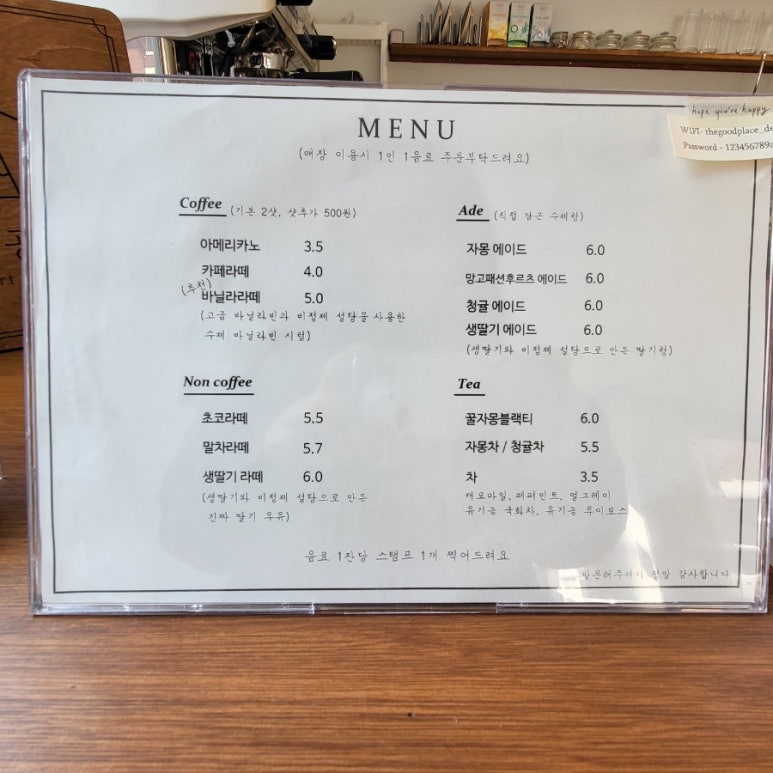 MENU
(매장 이용시 1인 1음료 주문부탁드려요)
hope you're happy
WIFI- thegoodplace_de
Password - 123456789
Coffee (기본 2샷, 샷추가 500원)
아메리카노 3.5
카페라떼 4.0
(추천)
바닐라라떼 5.0
(고급 바닐라빈과 비정제 설탕을 사용한
수제 바닐라빈 시럽)
Non coffee
초코라떼 5.5
말차라떼 5.7
생딸기 라떼 6.0
(생딸기와 비정제 설탕으로 만든
진짜 딸기 우유)
Ade (직접 담근 수제청)
자몽 에이드 6.0
망고패션후르츠 에이드 6.0
청귤 에이드 6.0
생딸기 에이드 6.0
(생딸기와 비정제 설탕으로 만든 딸기청)
Tea
꿀자몽블랙티 6.0
자몽차 / 청귤차 5.5
차 3.5
캐모마일, 페퍼민트, 얼그레이
유기농 국화차, 유기농 루이보스
음료 1잔당 스탬프 1개 찍어드려요
방문해주셔서 정말 감사합니다